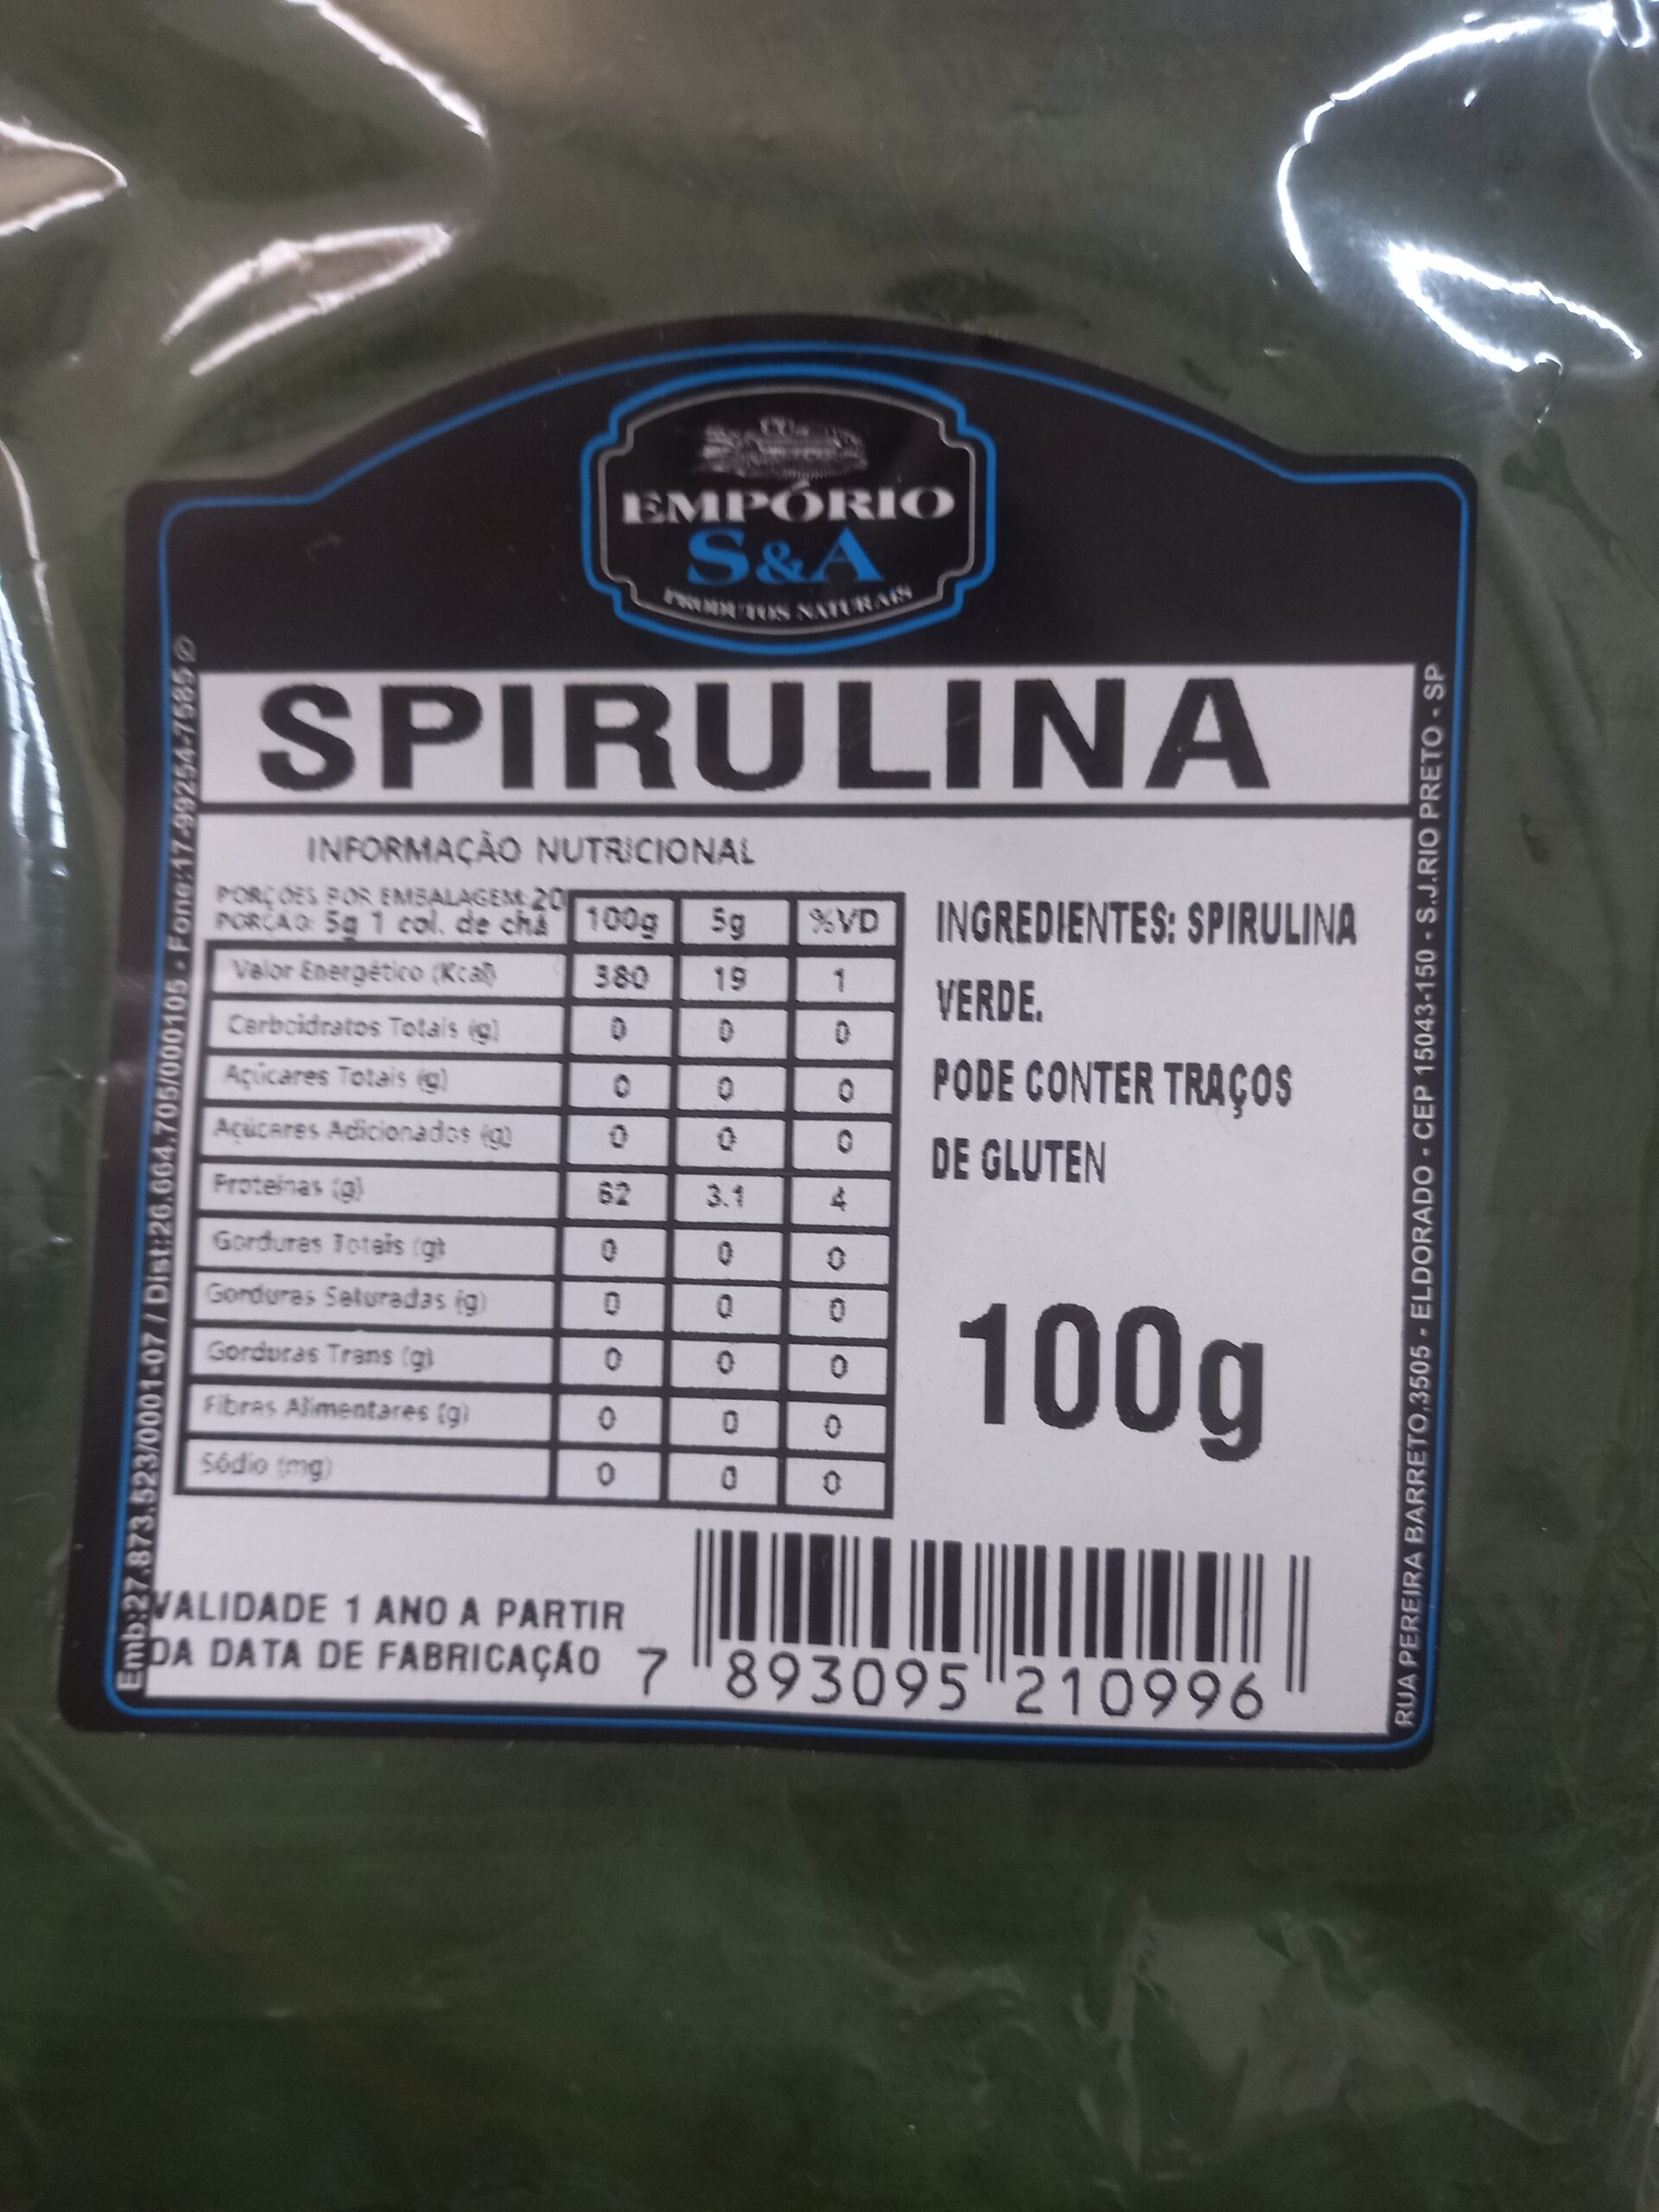 EMPÓRIO
S&A
PRODUTOS NATURAIS
SPIRULINA
INFORMAÇÃO NUTRICIONAL
PORÇÕES POR EMBALAGEM: 20
PORÇÃO: 5g 1 col. de chá 100g 5g %VD
Valor Energético (Kcal) 380 19 1
Carboidratos Totais (g) 0 0 0
Açúcares Totais (g) 0 0 0
Açúcares Adicionados (g) 0 0 0
Proteínas (g) 62 3.1 4
Gorduras Totais (g) 0 0 0
Gorduras Saturadas (g) 0 0 0
Gorduras Trans (g) 0 0 0
Fibras Alimentares (g) 0 0 0
Sódio (mg) 0 0 0
INGREDIENTES: SPIRULINA
VERDE.
PODE CONTER TRAÇOS
DE GLUTEN
100g
VALIDADE 1 ANO A PARTIR
DA DATA DE FABRICAÇÃO
7 893095 210996
Emb:27.873.523/0001-07 / Dist:26.664.705/000105 - Fone:17-99254-7585
RUA PEREIRA BARRETO,3505 - ELDORADO - CEP 15043-150 - S.J.RIO PRETO - SP